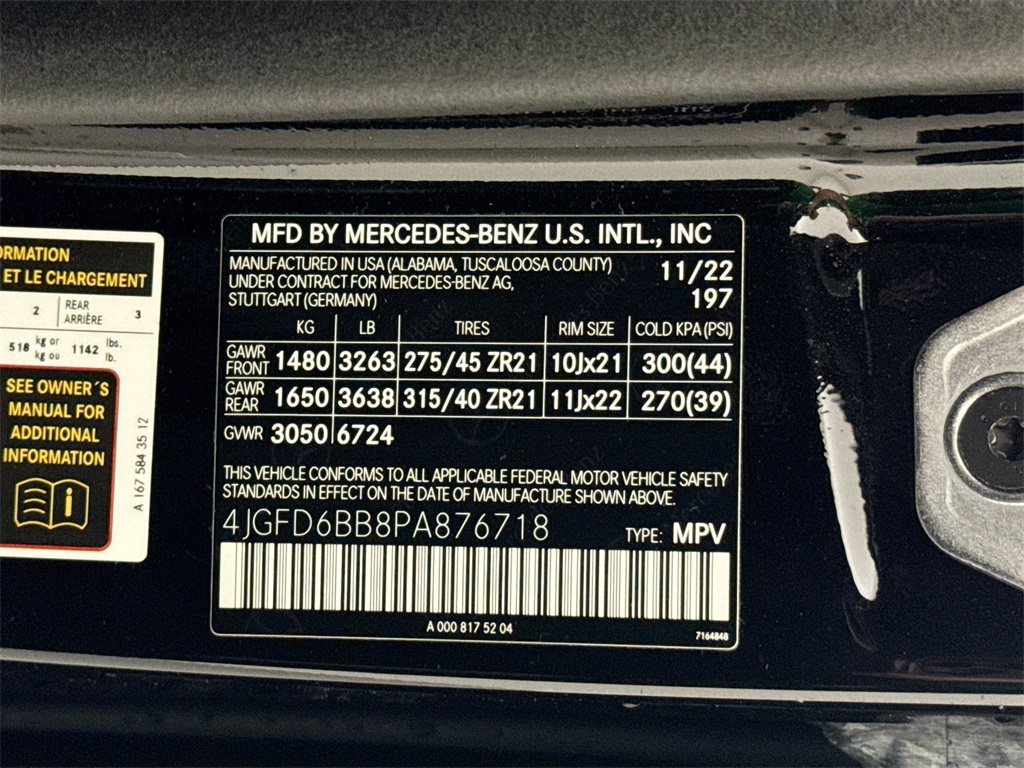 ORMATION
ET LE CHARGEMENT
2 REAR ARRIÈRE 3
518 kg or kg ou 1142 lbs. lb.
SEE OWNER´S
MANUAL FOR
ADDITIONAL
INFORMATION
i
A 167 584 35 12
MFD BY MERCEDES-BENZ U.S. INTL., INC
MANUFACTURED IN USA (ALABAMA, TUSCALOOSA COUNTY) 11/22
UNDER CONTRACT FOR MERCEDES-BENZ AG,
STUTTGART (GERMANY) 197
KG LB TIRES RIM SIZE COLD KPA (PSI)
GAWR FRONT 1480 3263 275/45 ZR21 10Jx21 300(44)
GAWR REAR 1650 3638 315/40 ZR21 11Jx22 270(39)
GVWR 3050 6724
THIS VEHICLE CONFORMS TO ALL APPLICABLE FEDERAL MOTOR VEHICLE SAFETY
STANDARDS IN EFFECT ON THE DATE OF MANUFACTURE SHOWN ABOVE.
4JGFD6BB8PA876718 TYPE: MPV
A 000 817 52 04
7164848